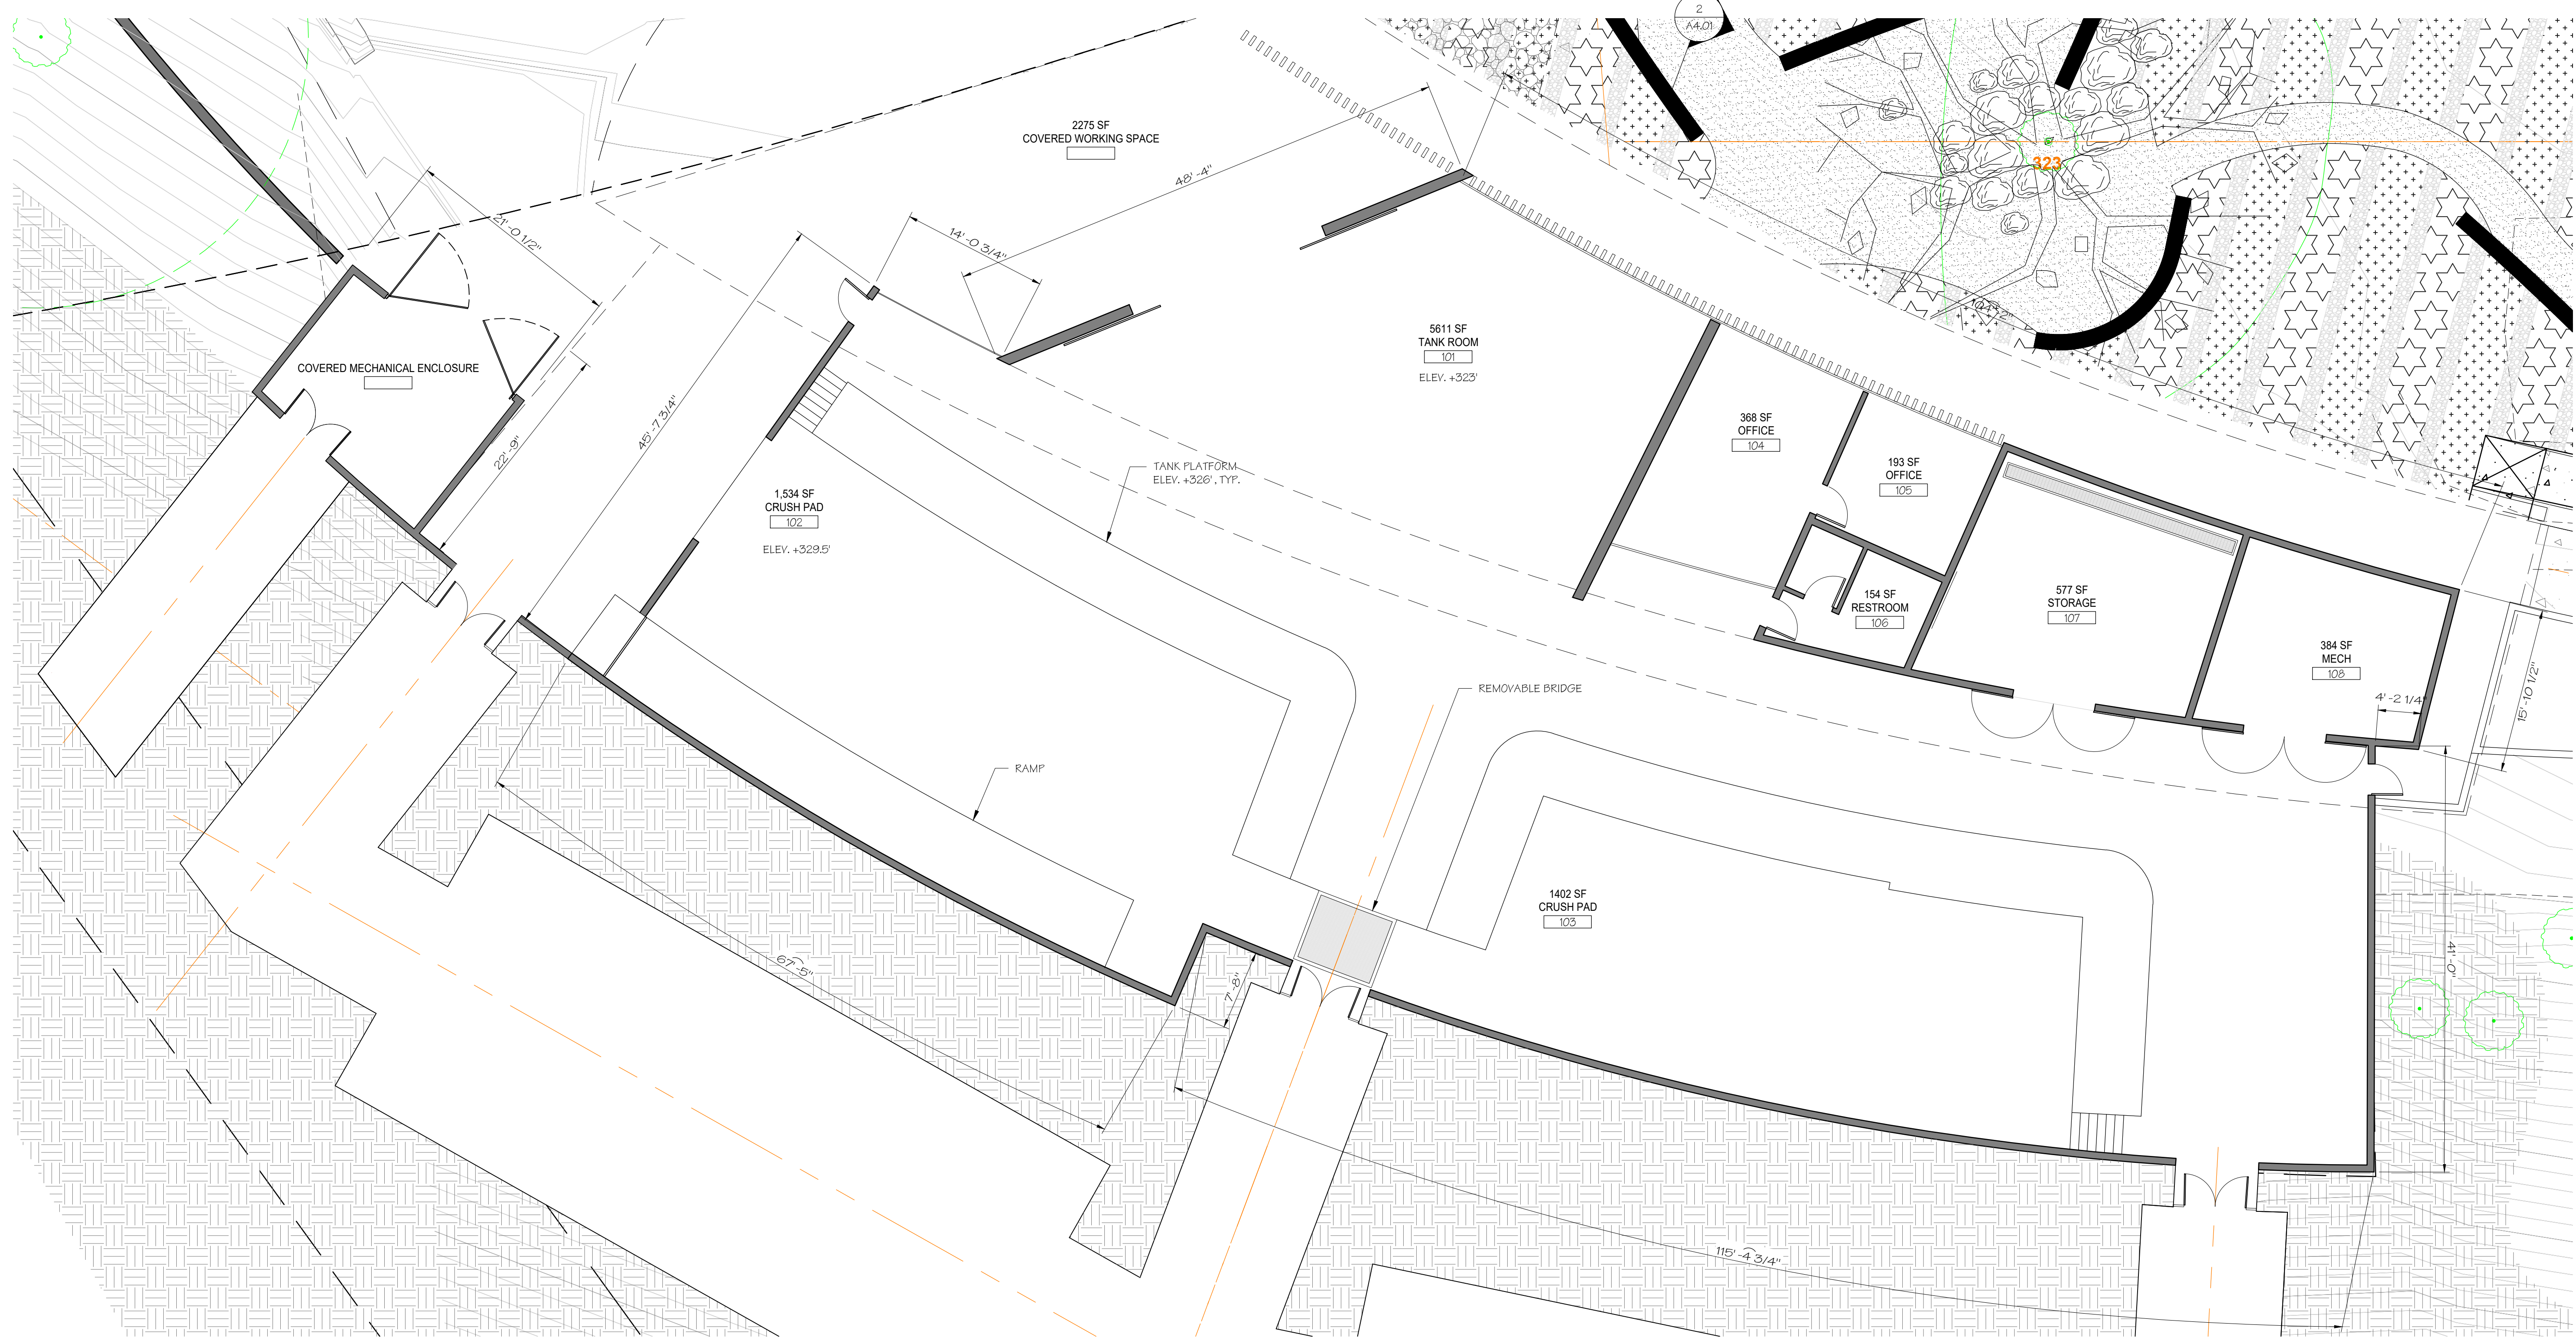 2
A4.01
2275 SF
COVERED WORKING SPACE
48'-4"
323
21'-0 1/2"
14'-0 3/4"
5611 SF
TANK ROOM
101
ELEV. +323'
COVERED MECHANICAL ENCLOSURE
22'-9"
45'-7 3/4"
368 SF
OFFICE
104
193 SF
OFFICE
105
TANK PLATFORM
ELEV. +326', TYP.
1,534 SF
CRUSH PAD
102
ELEV. +329.5'
154 SF
RESTROOM
106
577 SF
STORAGE
107
384 SF
MECH
108
4'-2 1/4"
15'-10 1/2"
REMOVABLE BRIDGE
RAMP
1402 SF
CRUSH PAD
103
67'-5"
7'-8"
41'-0"
115'-4 3/4"